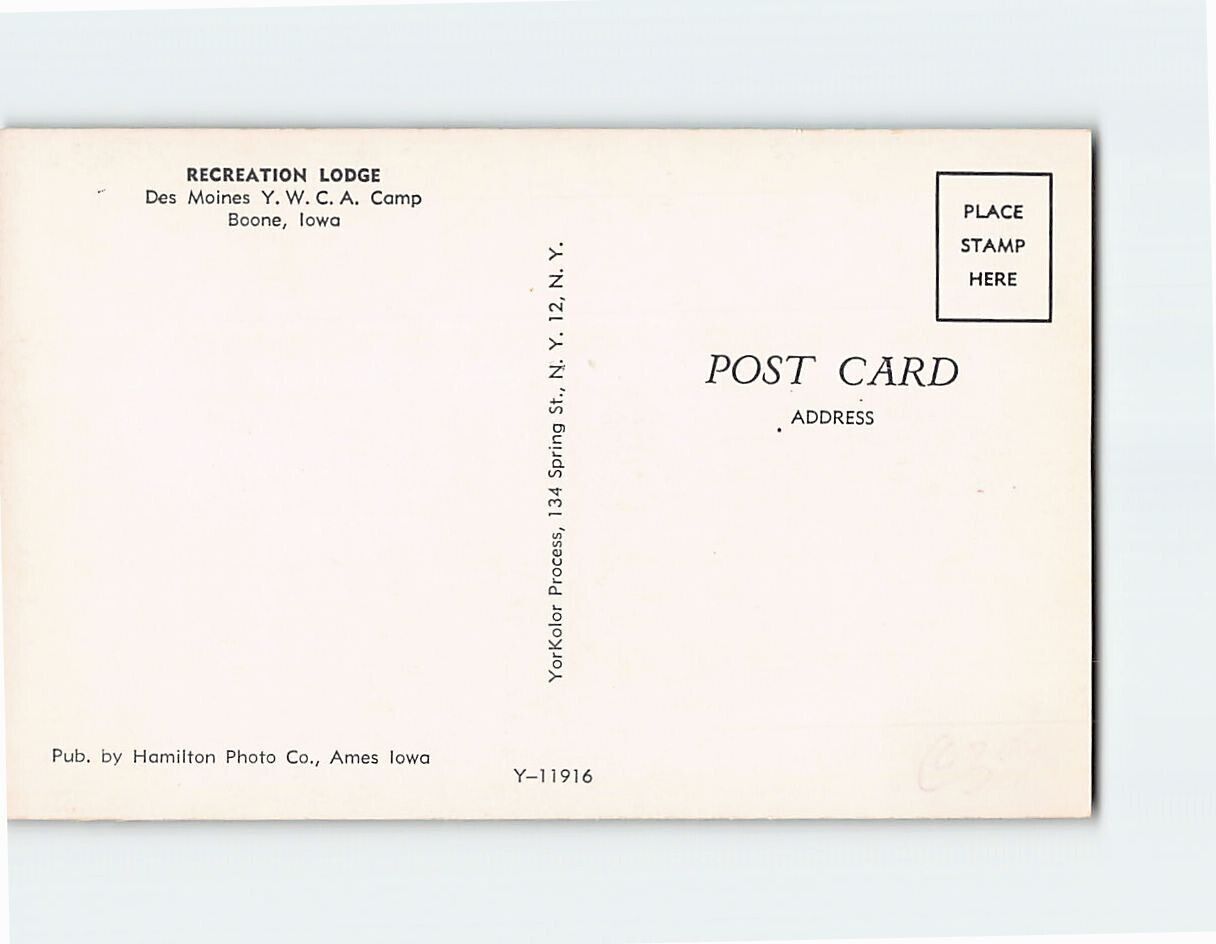 RECREATION LODGE
Des Moines Y. W. C. A. Camp
Boone, Iowa
Pub. by Hamilton Photo Co., Ames Iowa
YorKolor Process, 134 Spring St., N. Y. 12, N. Y.
Y–11916
PLACE
STAMP
HERE
POST CARD
ADDRESS